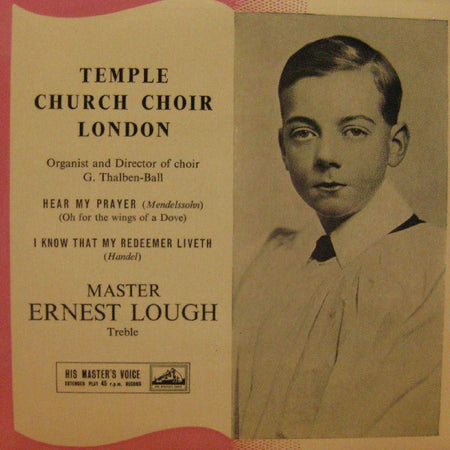 TEMPLE
CHURCH CHOIR
LONDON
Organist and Director of choir
G. Thalben-Ball
HEAR MY PRAYER (Mendelssohn)
(Oh for the wings of a Dove)
I KNOW THAT MY REDEEMER LIVETH
(Handel)
MASTER
ERNEST LOUGH
Treble
HIS MASTER'S VOICE
EXTENDED PLAY 45 r.p.m. RECORD